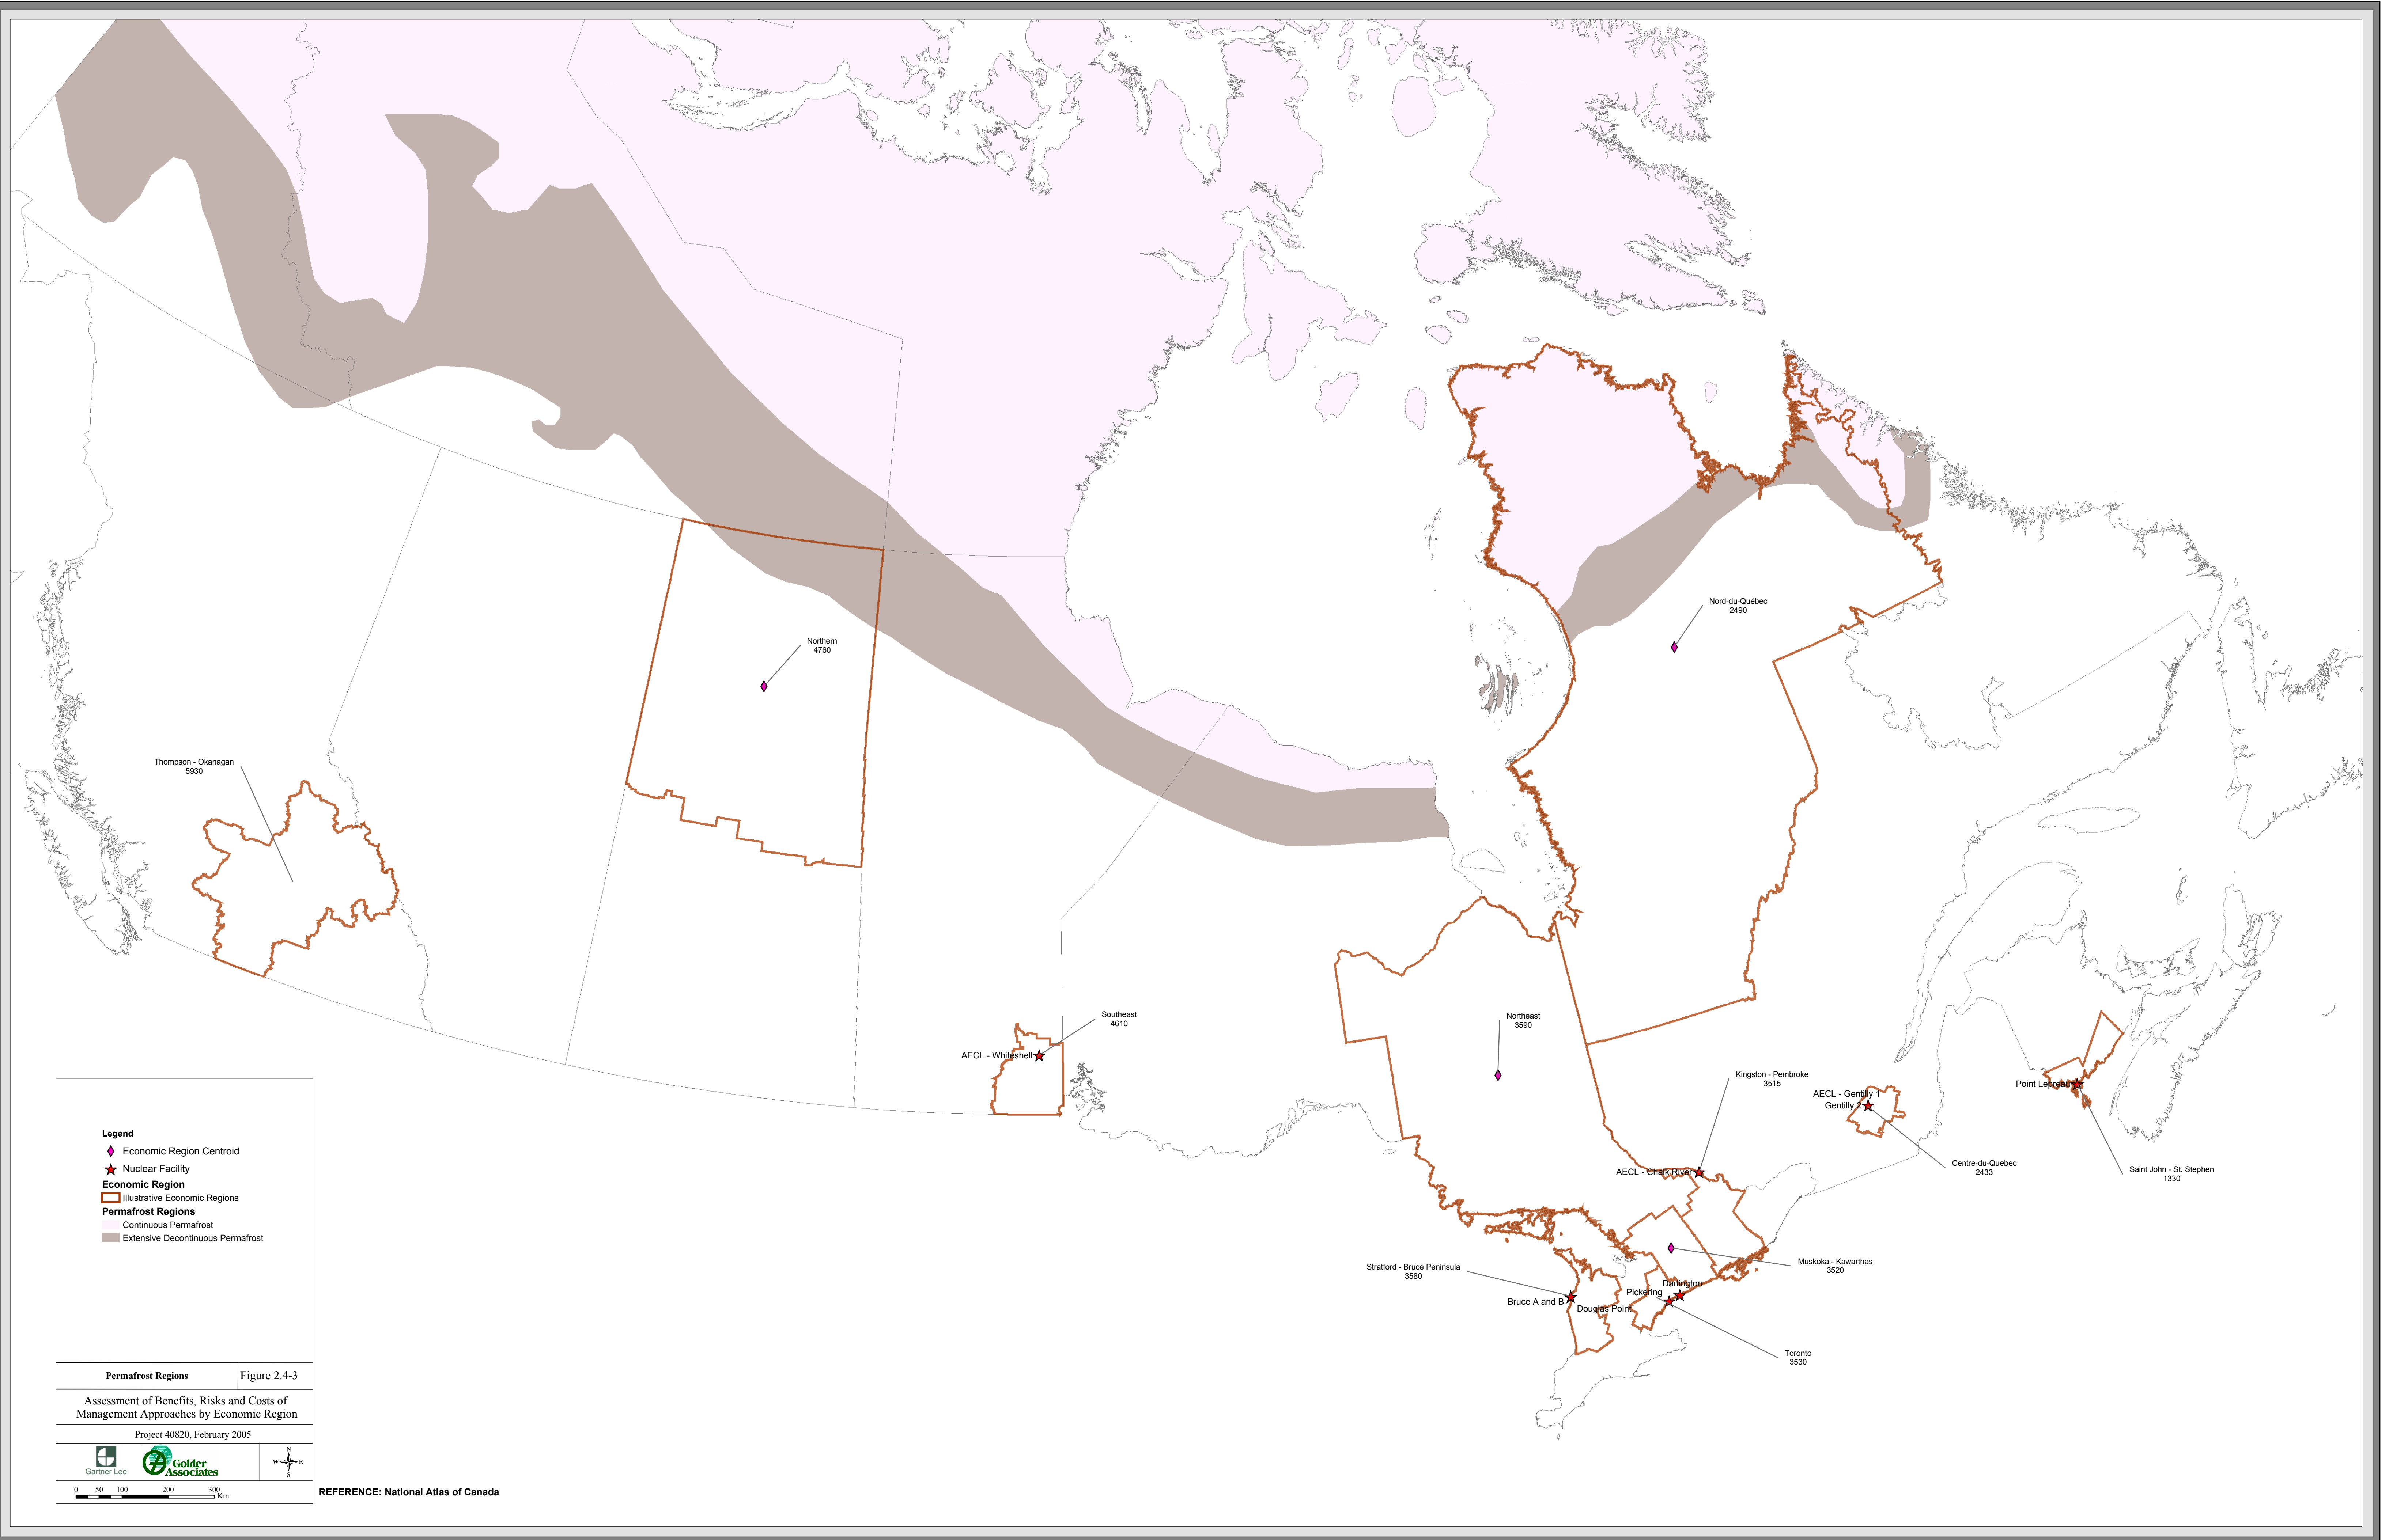 Nord-du-Québec
2490
Northern
4760
Thompson - Okanagan
5930
Southeast
4610
AECL - Whiteshell
Northeast
3590
Kingston - Pembroke
3515
AECL - Gentilly 1
Gentilly 2
Point Lepreau
Centre-du-Quebec
2433
Saint John - St. Stephen
1330
AECL - Chalk River
Muskoka - Kawarthas
3520
Stratford - Bruce Peninsula
3580
Darlington
Pickering
Bruce A and B
Douglas Point
Toronto
3530
Legend
Economic Region Centroid
Nuclear Facility
Economic Region
Illustrative Economic Regions
Permafrost Regions
Continuous Permafrost
Extensive Decontinuous Permafrost
Permafrost Regions
Figure 2.4-3
Assessment of Benefits, Risks and Costs of
Management Approaches by Economic Region
Project 40820, February 2005
Gartner Lee
Golder
Associates
N
W E
S
0 50 100 200 300
Km
REFERENCE: National Atlas of Canada